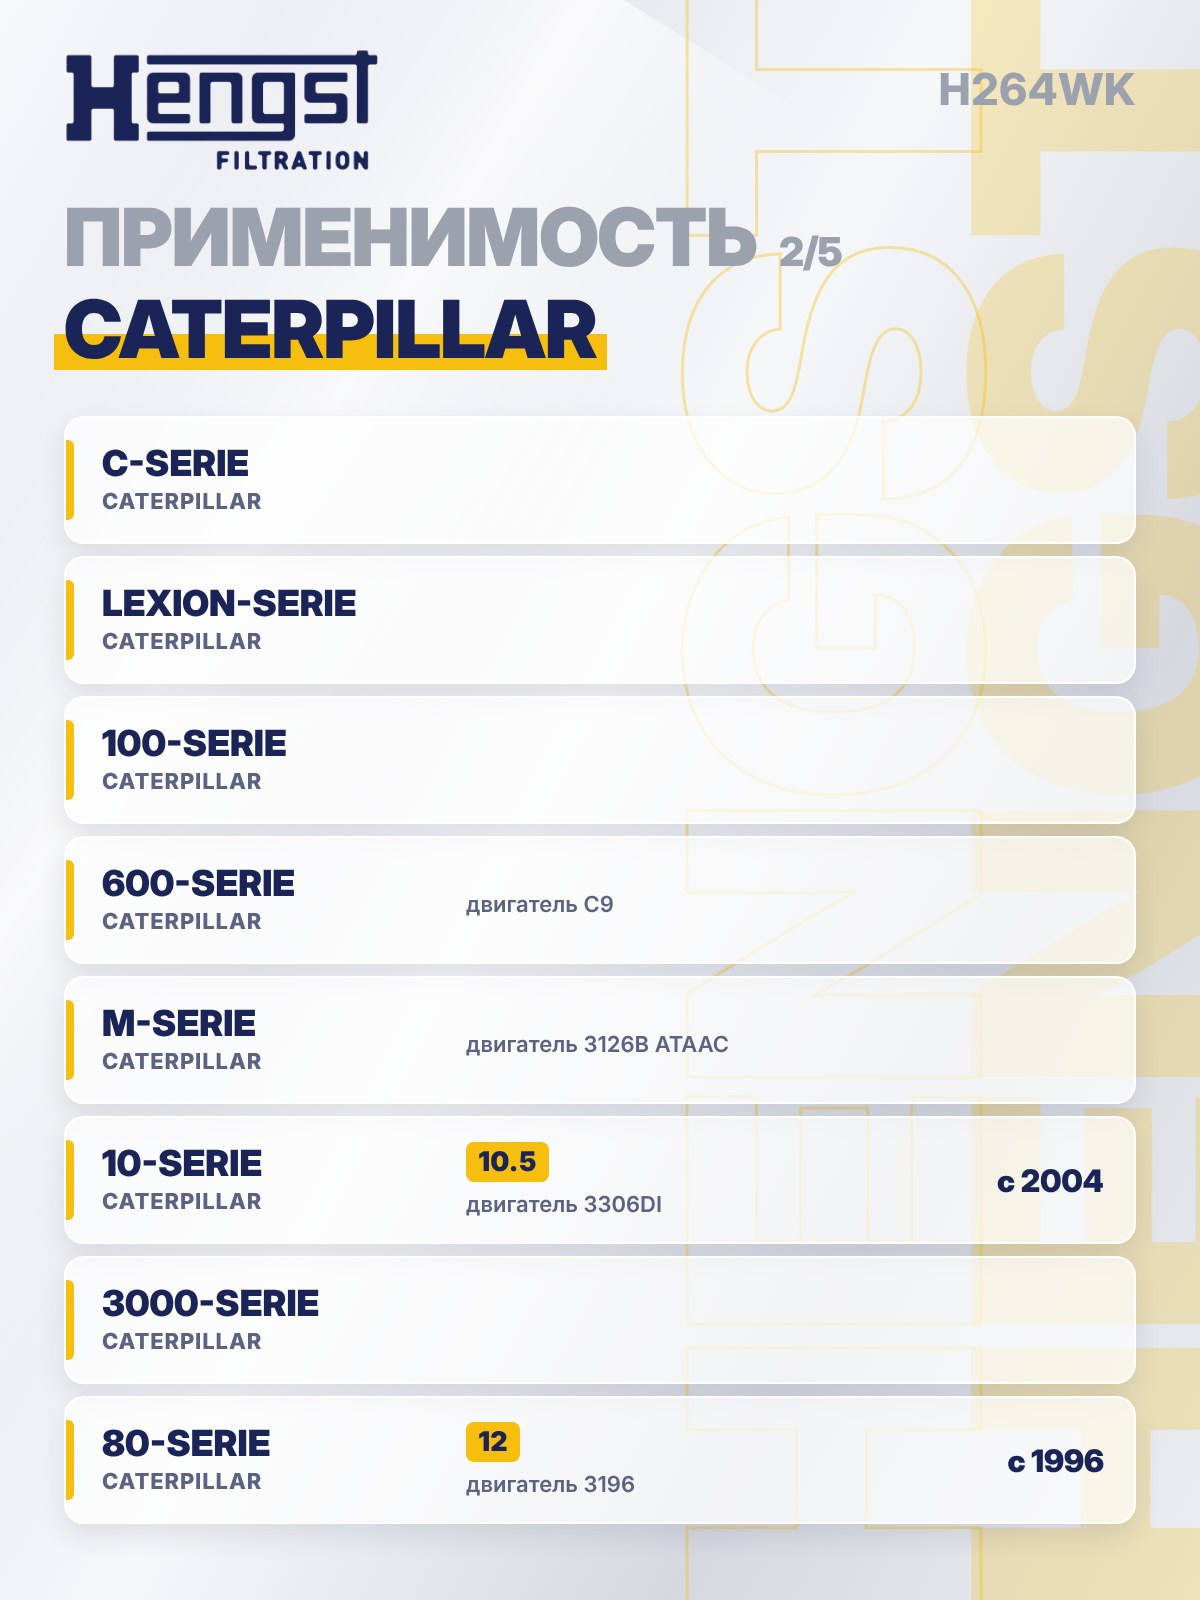 Hengst
FILTRATION
H264WK
ПРИМЕНИМОСТЬ 2/5
CATERPILLAR
C-SERIE
CATERPILLAR
LEXION-SERIE
CATERPILLAR
100-SERIE
CATERPILLAR
600-SERIE
CATERPILLAR
двигатель C9
M-SERIE
CATERPILLAR
двигатель 3126B ATAAC
10-SERIE
CATERPILLAR
10.5
двигатель 3306DI
с 2004
3000-SERIE
CATERPILLAR
80-SERIE
CATERPILLAR
12
двигатель 3196
с 1996
HENGST
HENGST